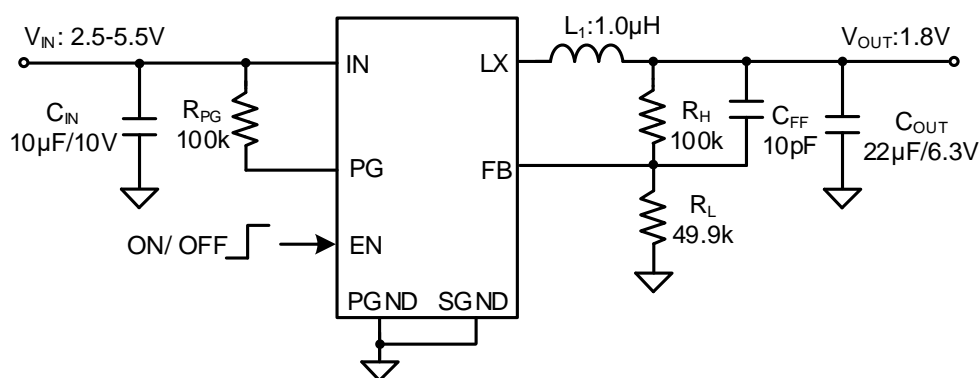 V_IN: 2.5-5.5V
L₁:1.0µH
V_OUT:1.8V
IN
LX
C_IN
10µF/10V
R_PG
100k
R_H
100k
C_FF
10pF
C_OUT
22µF/6.3V
PG
FB
R_L
49.9k
ON/ OFF
EN
PGND
SGND